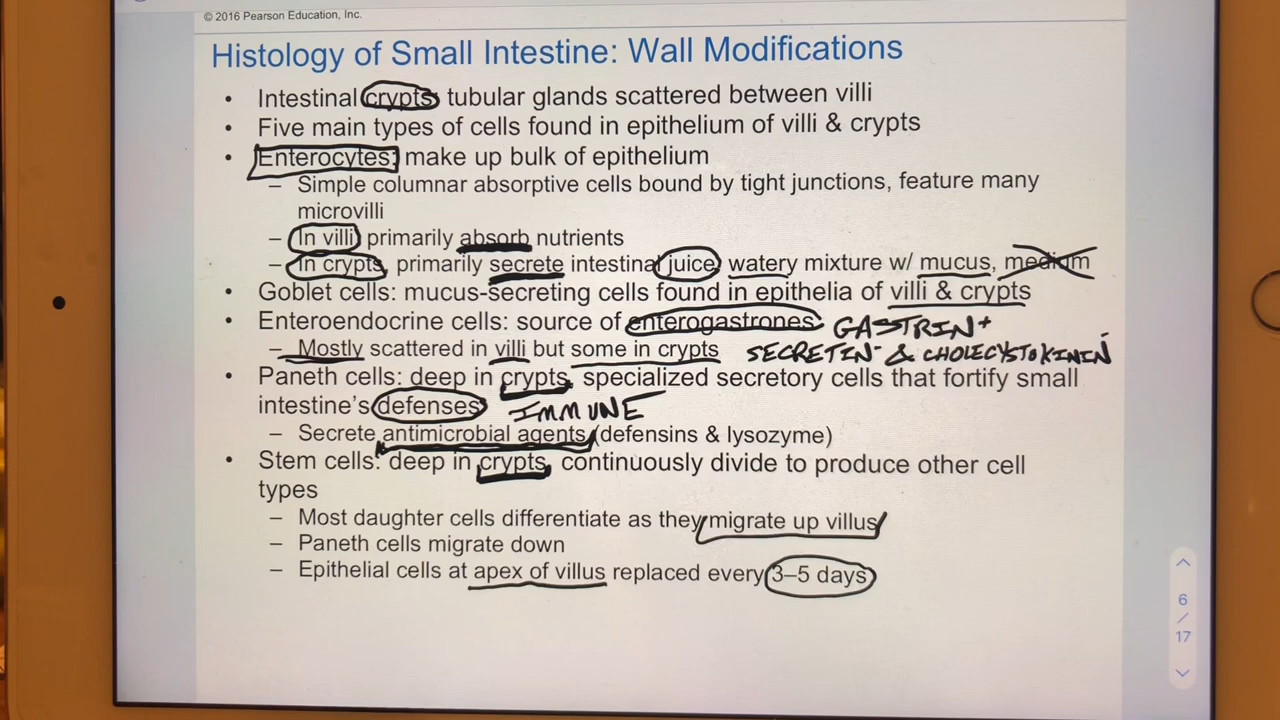 © 2016 Pearson Education, Inc.
Histology of Small Intestine: Wall Modifications
• Intestinal crypts: tubular glands scattered between villi
• Five main types of cells found in epithelium of villi & crypts
• Enterocytes: make up bulk of epithelium
– Simple columnar absorptive cells bound by tight junctions, feature many
microvilli
– In villi primarily absorb nutrients
– In crypts, primarily secrete intestinal juice, watery mixture w/ mucus, medium
• Goblet cells: mucus-secreting cells found in epithelia of villi & crypts
• Enteroendocrine cells: source of enterogastrones GASTRIN+
– Mostly scattered in villi but some in crypts SECRETIN- & CHOLECYSTOKININ-
• Paneth cells: deep in crypts, specialized secretory cells that fortify small
intestine's defenses IMMUNE
– Secrete antimicrobial agents (defensins & lysozyme)
• Stem cells: deep in crypts, continuously divide to produce other cell
types
– Most daughter cells differentiate as they migrate up villus
– Paneth cells migrate down
– Epithelial cells at apex of villus replaced every 3–5 days
6
/
17